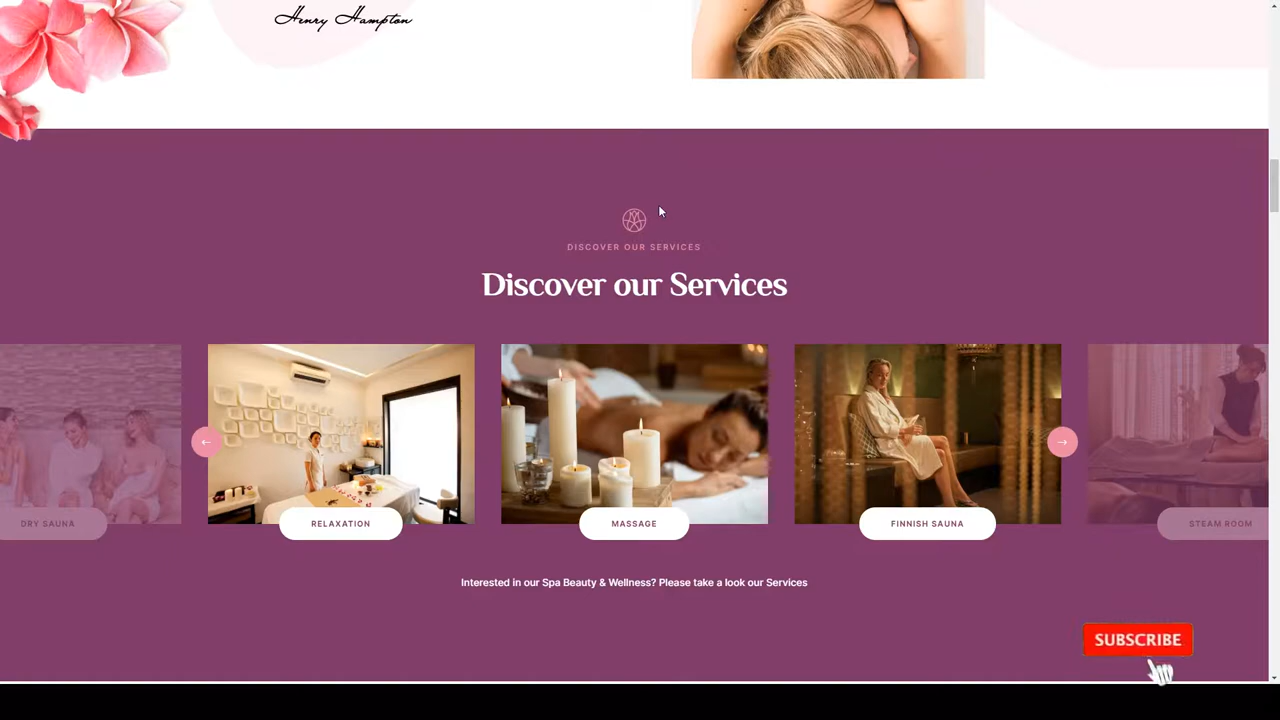 Henry Hampton
DISCOVER OUR SERVICES
Discover our Services
DRY SAUNA
RELAXATION
MASSAGE
FINNISH SAUNA
STEAM ROOM
Interested in our Spa Beauty & Wellness? Please take a look our Services
SUBSCRIBE